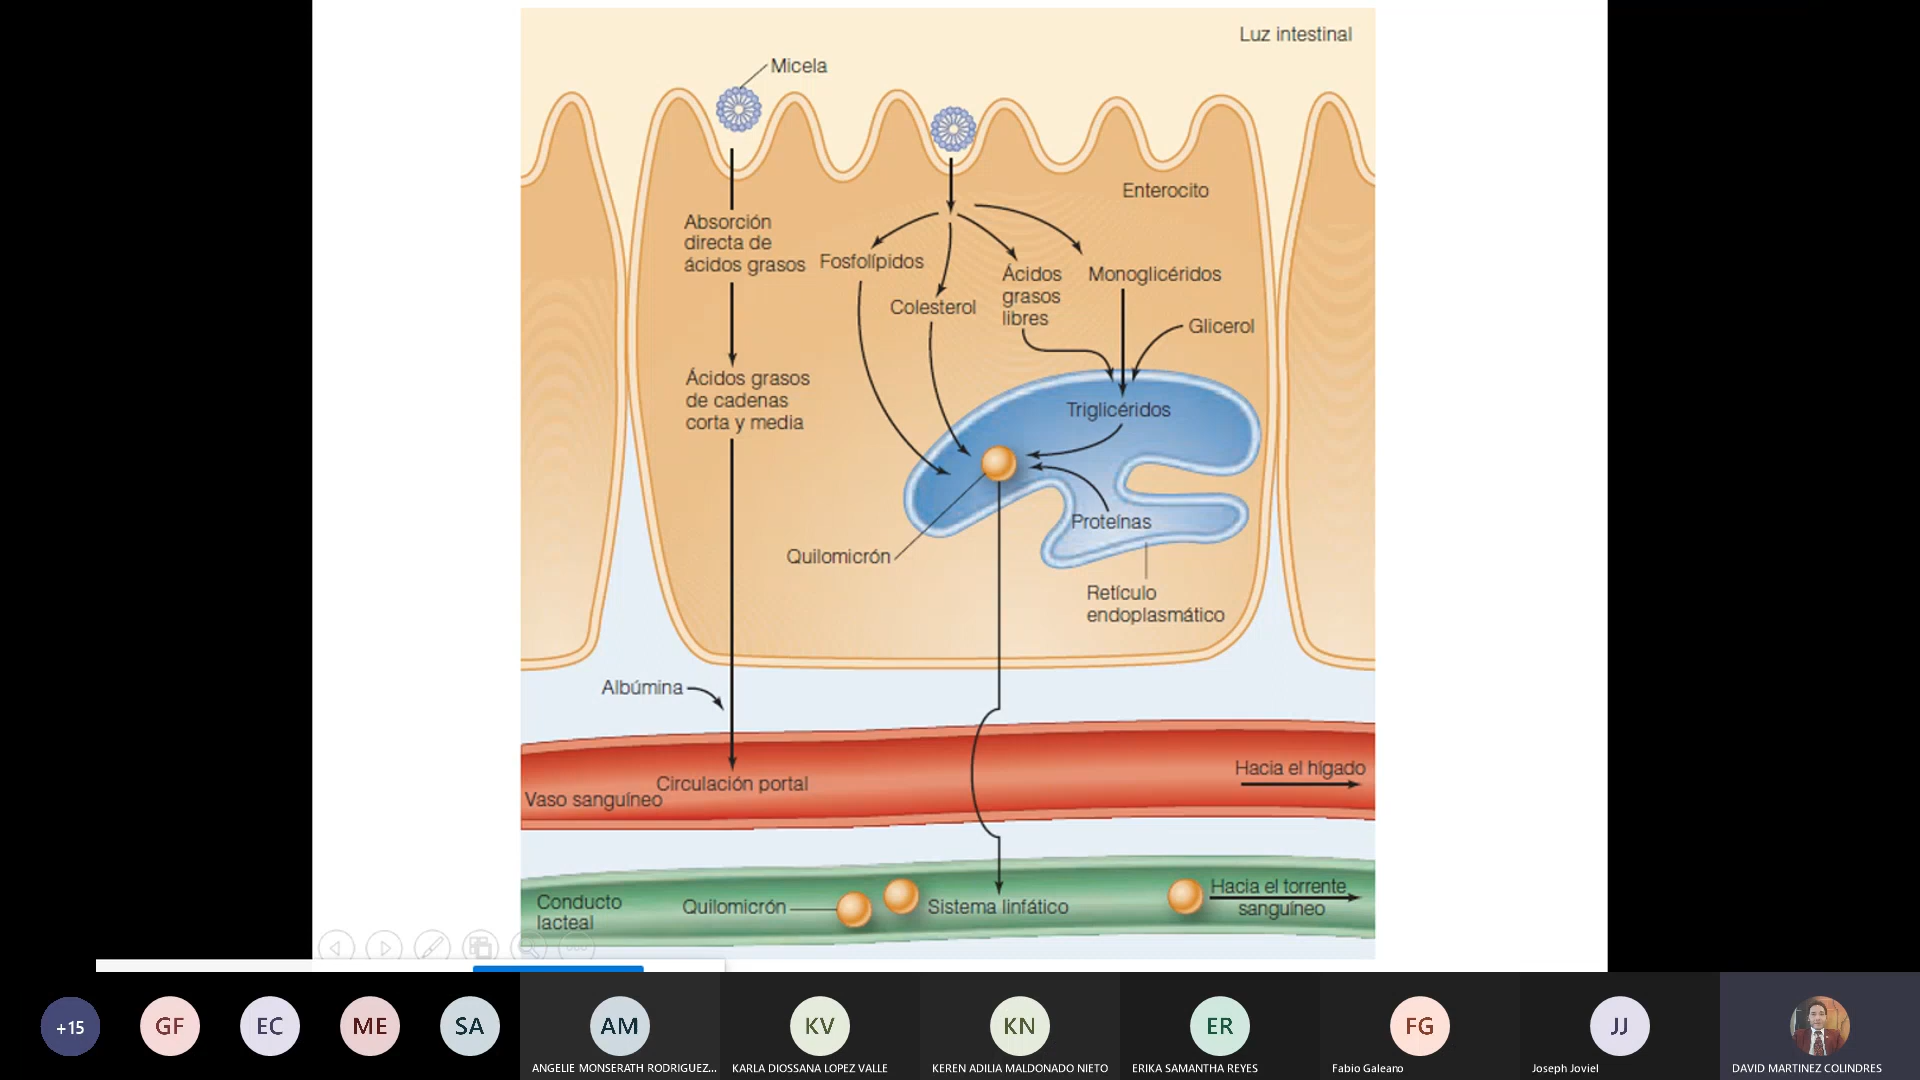 Luz intestinal
Micela
Enterocito
Absorción
directa de
ácidos grasos
Fosfolípidos
Colesterol
Ácidos
grasos
libres
Monoglicéridos
Glicerol
Ácidos grasos
de cadenas
corta y media
Triglicéridos
Proteínas
Quilomicrón
Retículo
endoplasmático
Albúmina
Circulación portal
Vaso sanguíneo
Hacia el hígado
Conducto
lacteal
Quilomicrón
Sistema linfático
Hacia el torrente
sanguíneo
+15
GF
EC
ME
SA
AM
KV
KN
ER
FG
JJ
ANGELIE MONSERATH RODRIGUEZ...
KARLA DIOSSANA LOPEZ VALLE
KEREN ADILIA MALDONADO NIETO
ERIKA SAMANTHA REYES
Fabio Galeano
Joseph Joviel
DAVID MARTINEZ COLINDRES